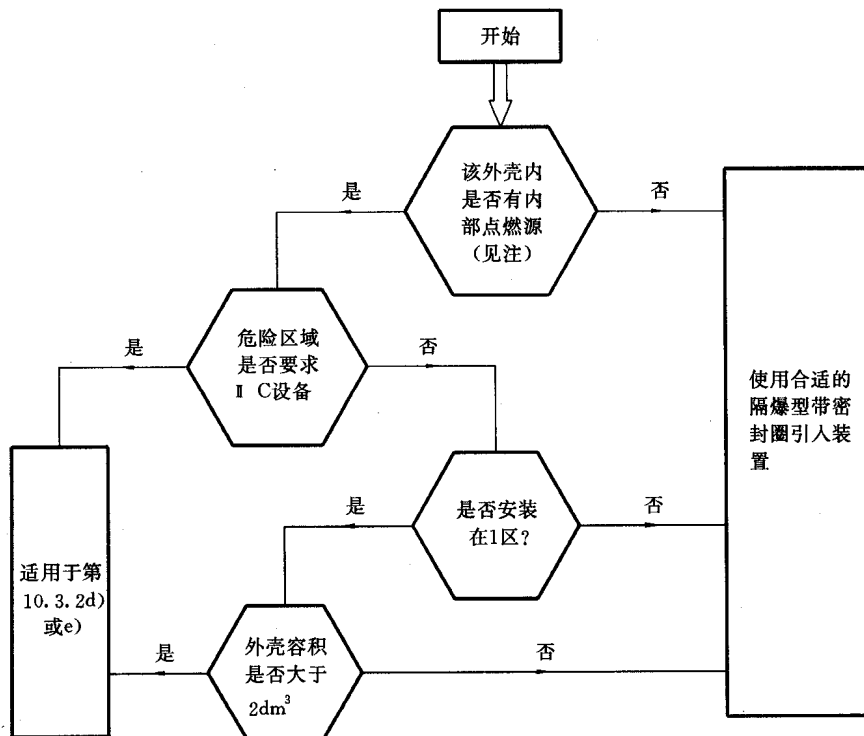 开始
该外壳内
是否有内
部点燃源
(见注)
是
否
危险区域
是否要求
Ⅱ C设备
是
否
使用合适的
隔爆型带密
封圈引入装
置
是否安装
在1区?
是
否
适用于第
10.3.2d)
或e)
外壳容积
是否大于
2dm³
是
否